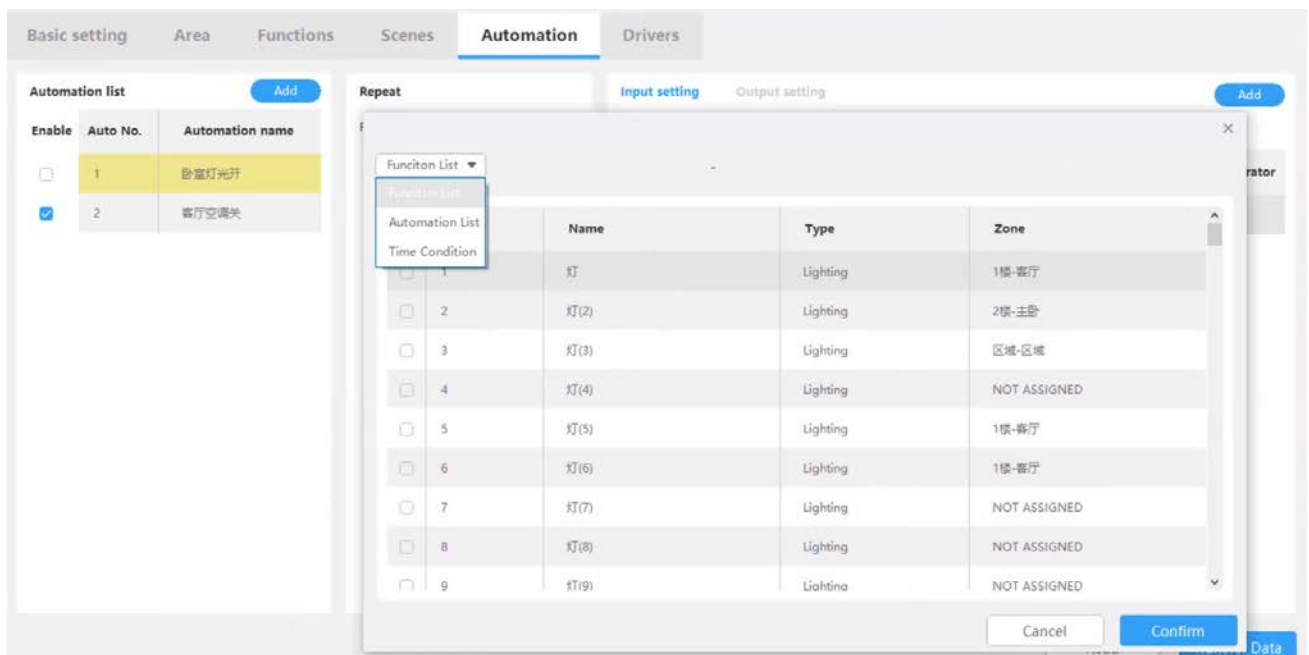 Basic setting Area Functions Scenes Automation Drivers
Automation list Add Repeat Input setting Output setting Add
Enable Auto No. Automation name
1 卧室灯光开
2 客厅空调关
Funciton List
rator
Funciton List
Automation List
Time Condition
Name Type Zone
1 灯 Lighting 1楼-客厅
2 灯(2) Lighting 2楼-主卧
3 灯(3) Lighting 区域-区域
4 灯(4) Lighting NOT ASSIGNED
5 灯(5) Lighting 1楼-客厅
6 灯(6) Lighting 1楼-客厅
7 灯(7) Lighting NOT ASSIGNED
8 灯(8) Lighting NOT ASSIGNED
9 灯(9) Lighting NOT ASSIGNED
Cancel Confirm
Data